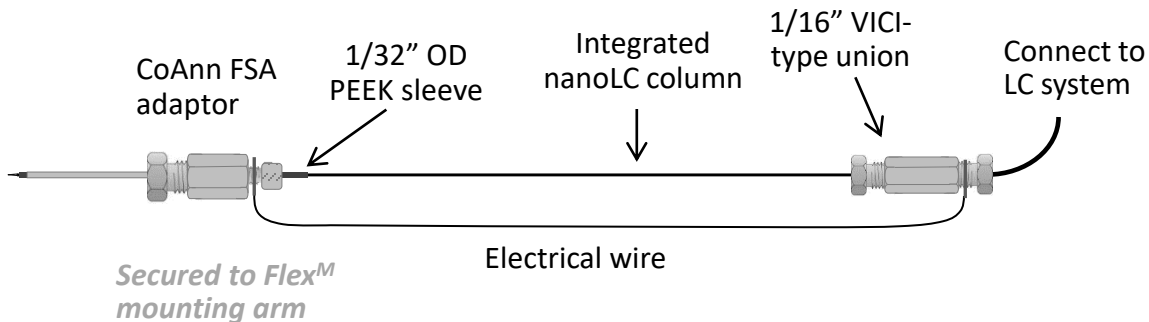 CoAnn FSA
adaptor
1/32” OD
PEEK sleeve
Integrated
nanoLC column
1/16” VICI-
type union
Connect to
LC system
Electrical wire
Secured to Flexᴹ
mounting arm